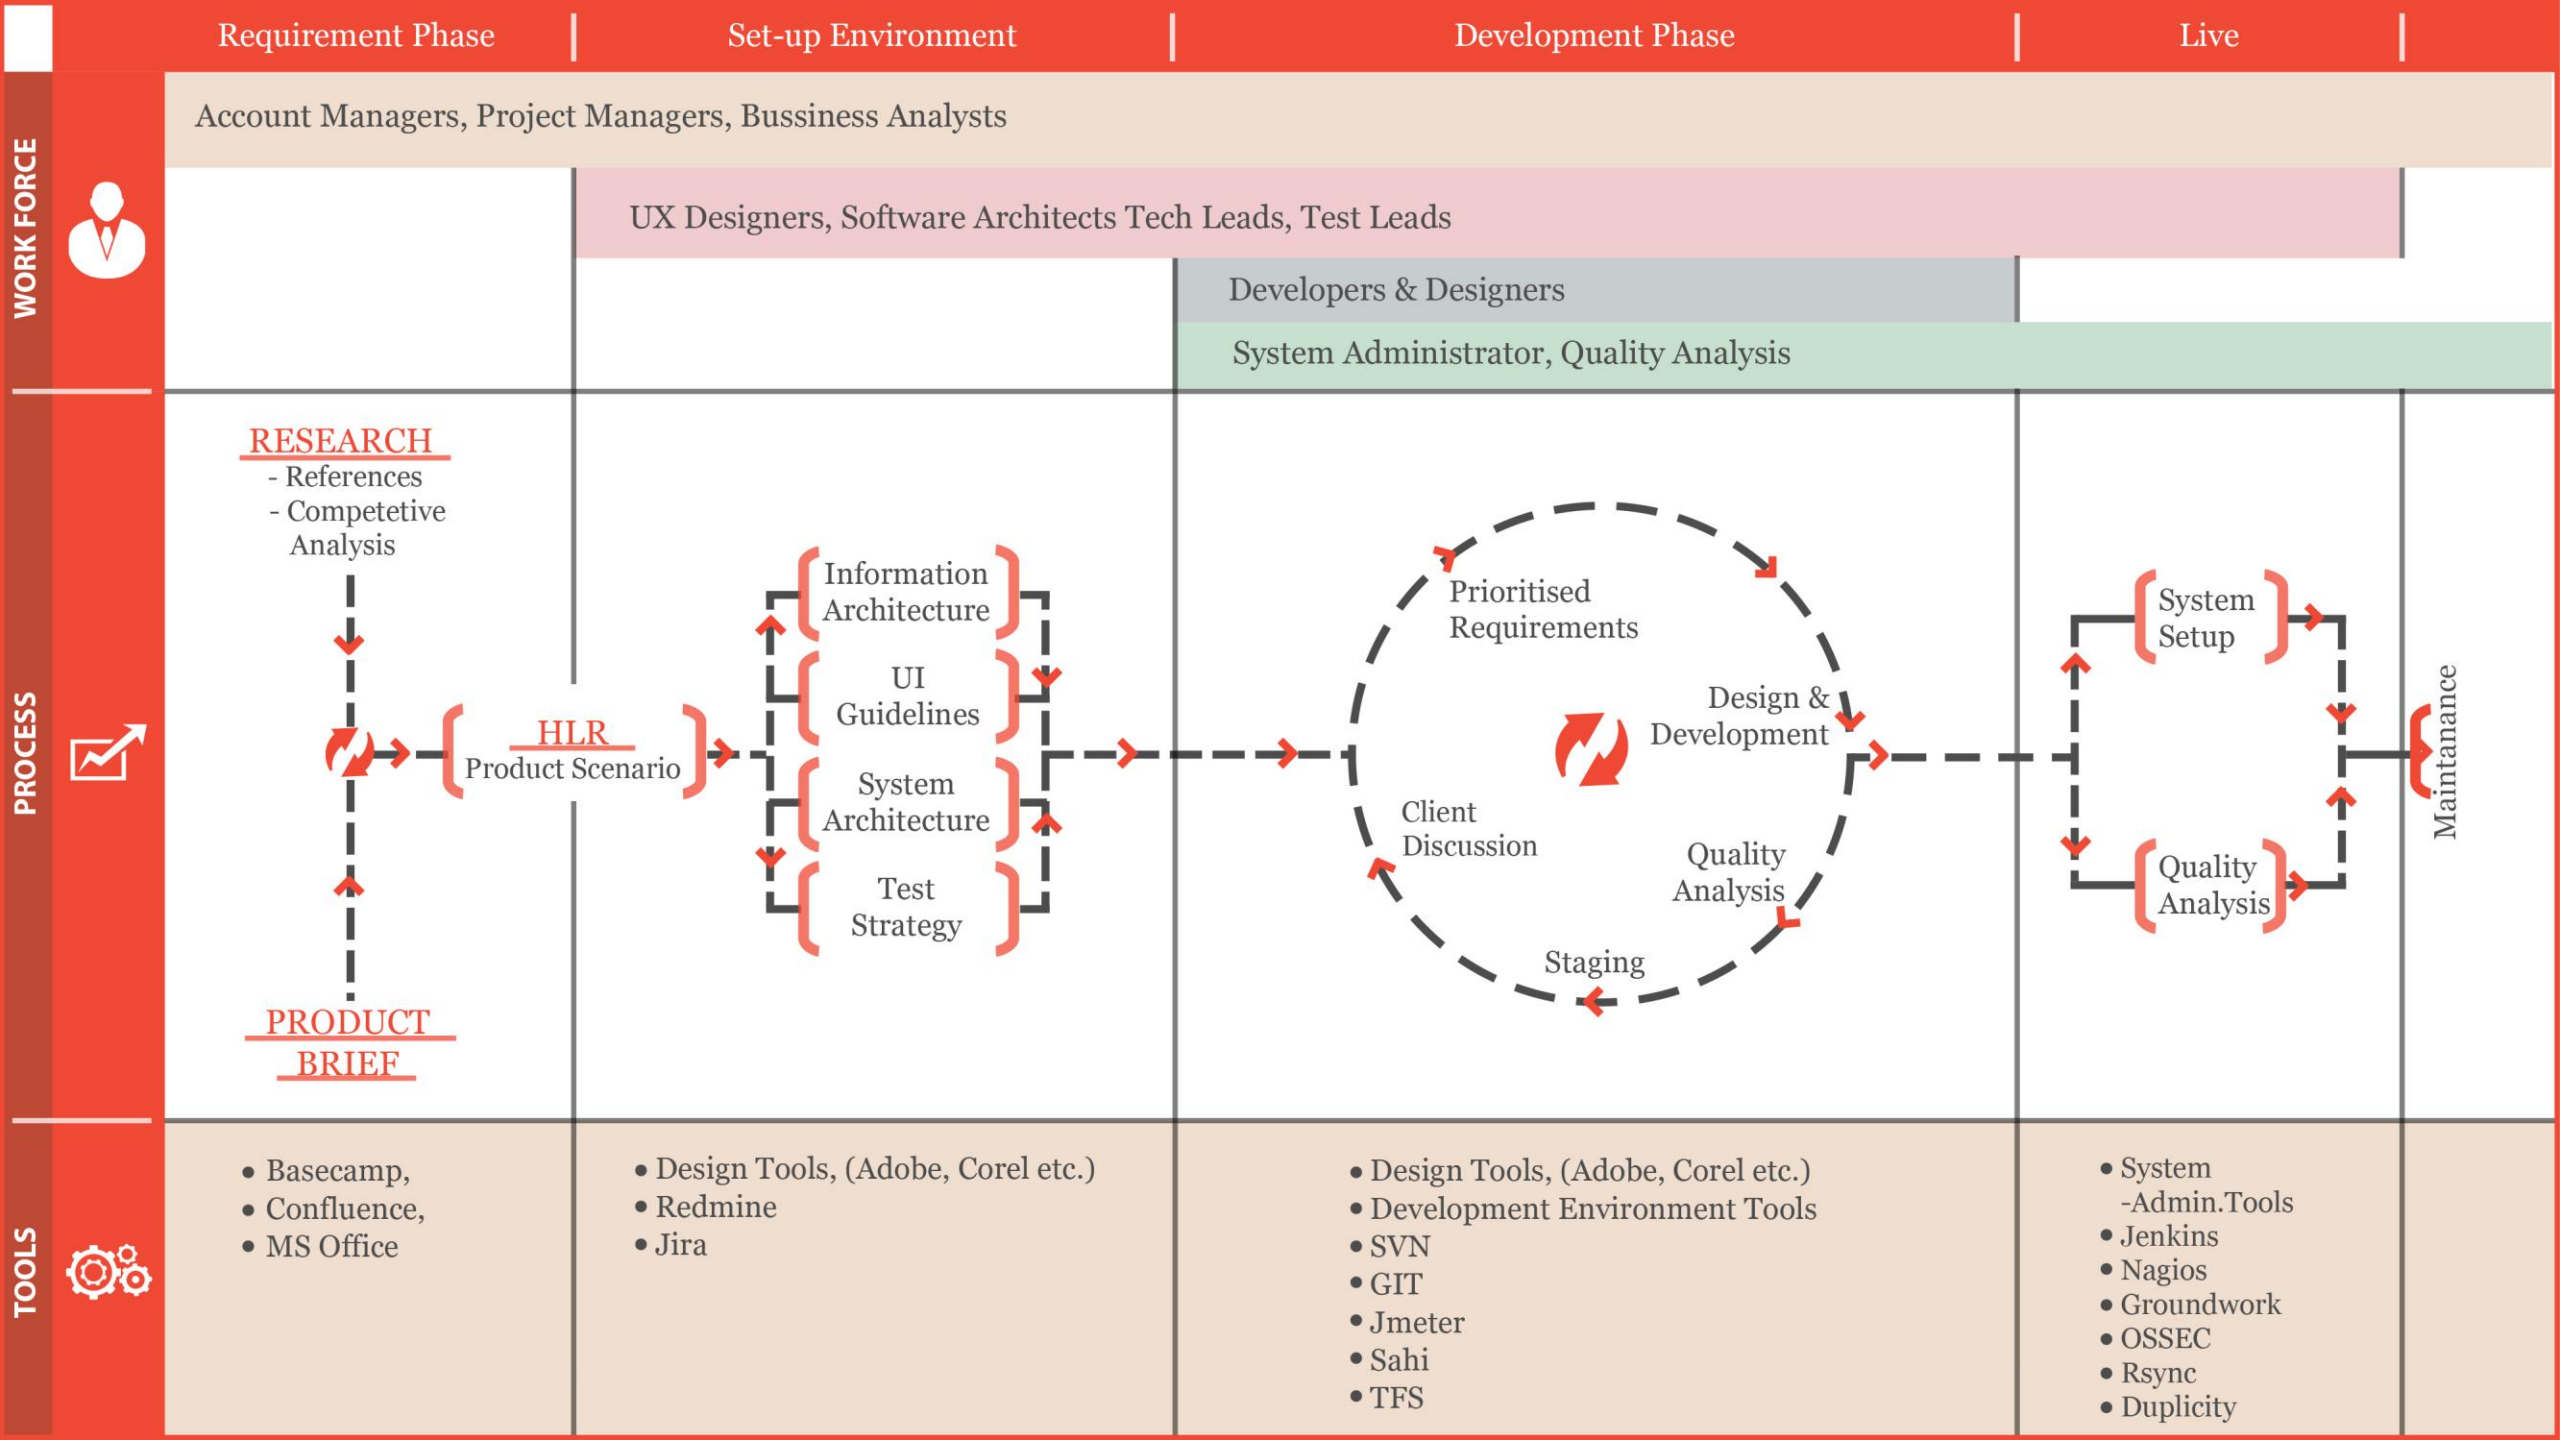 Requirement Phase
Set-up Environment
Development Phase
Live
WORK FORCE
Account Managers, Project Managers, Bussiness Analysts
UX Designers, Software Architects Tech Leads, Test Leads
Developers & Designers
System Administrator, Quality Analysis
PROCESS
RESEARCH
- References
- Competetive
Analysis
HLR
Product Scenario
PRODUCT
BRIEF
Information
Architecture
UI
Guidelines
System
Architecture
Test
Strategy
Prioritised
Requirements
Design &
Development
Quality
Analysis
Staging
Client
Discussion
System
Setup
Quality
Analysis
Maintanance
TOOLS
• Basecamp,
• Confluence,
• MS Office
• Design Tools, (Adobe, Corel etc.)
• Redmine
• Jira
• Design Tools, (Adobe, Corel etc.)
• Development Environment Tools
• SVN
• GIT
• Jmeter
• Sahi
• TFS
• System
-Admin.Tools
• Jenkins
• Nagios
• Groundwork
• OSSEC
• Rsync
• Duplicity